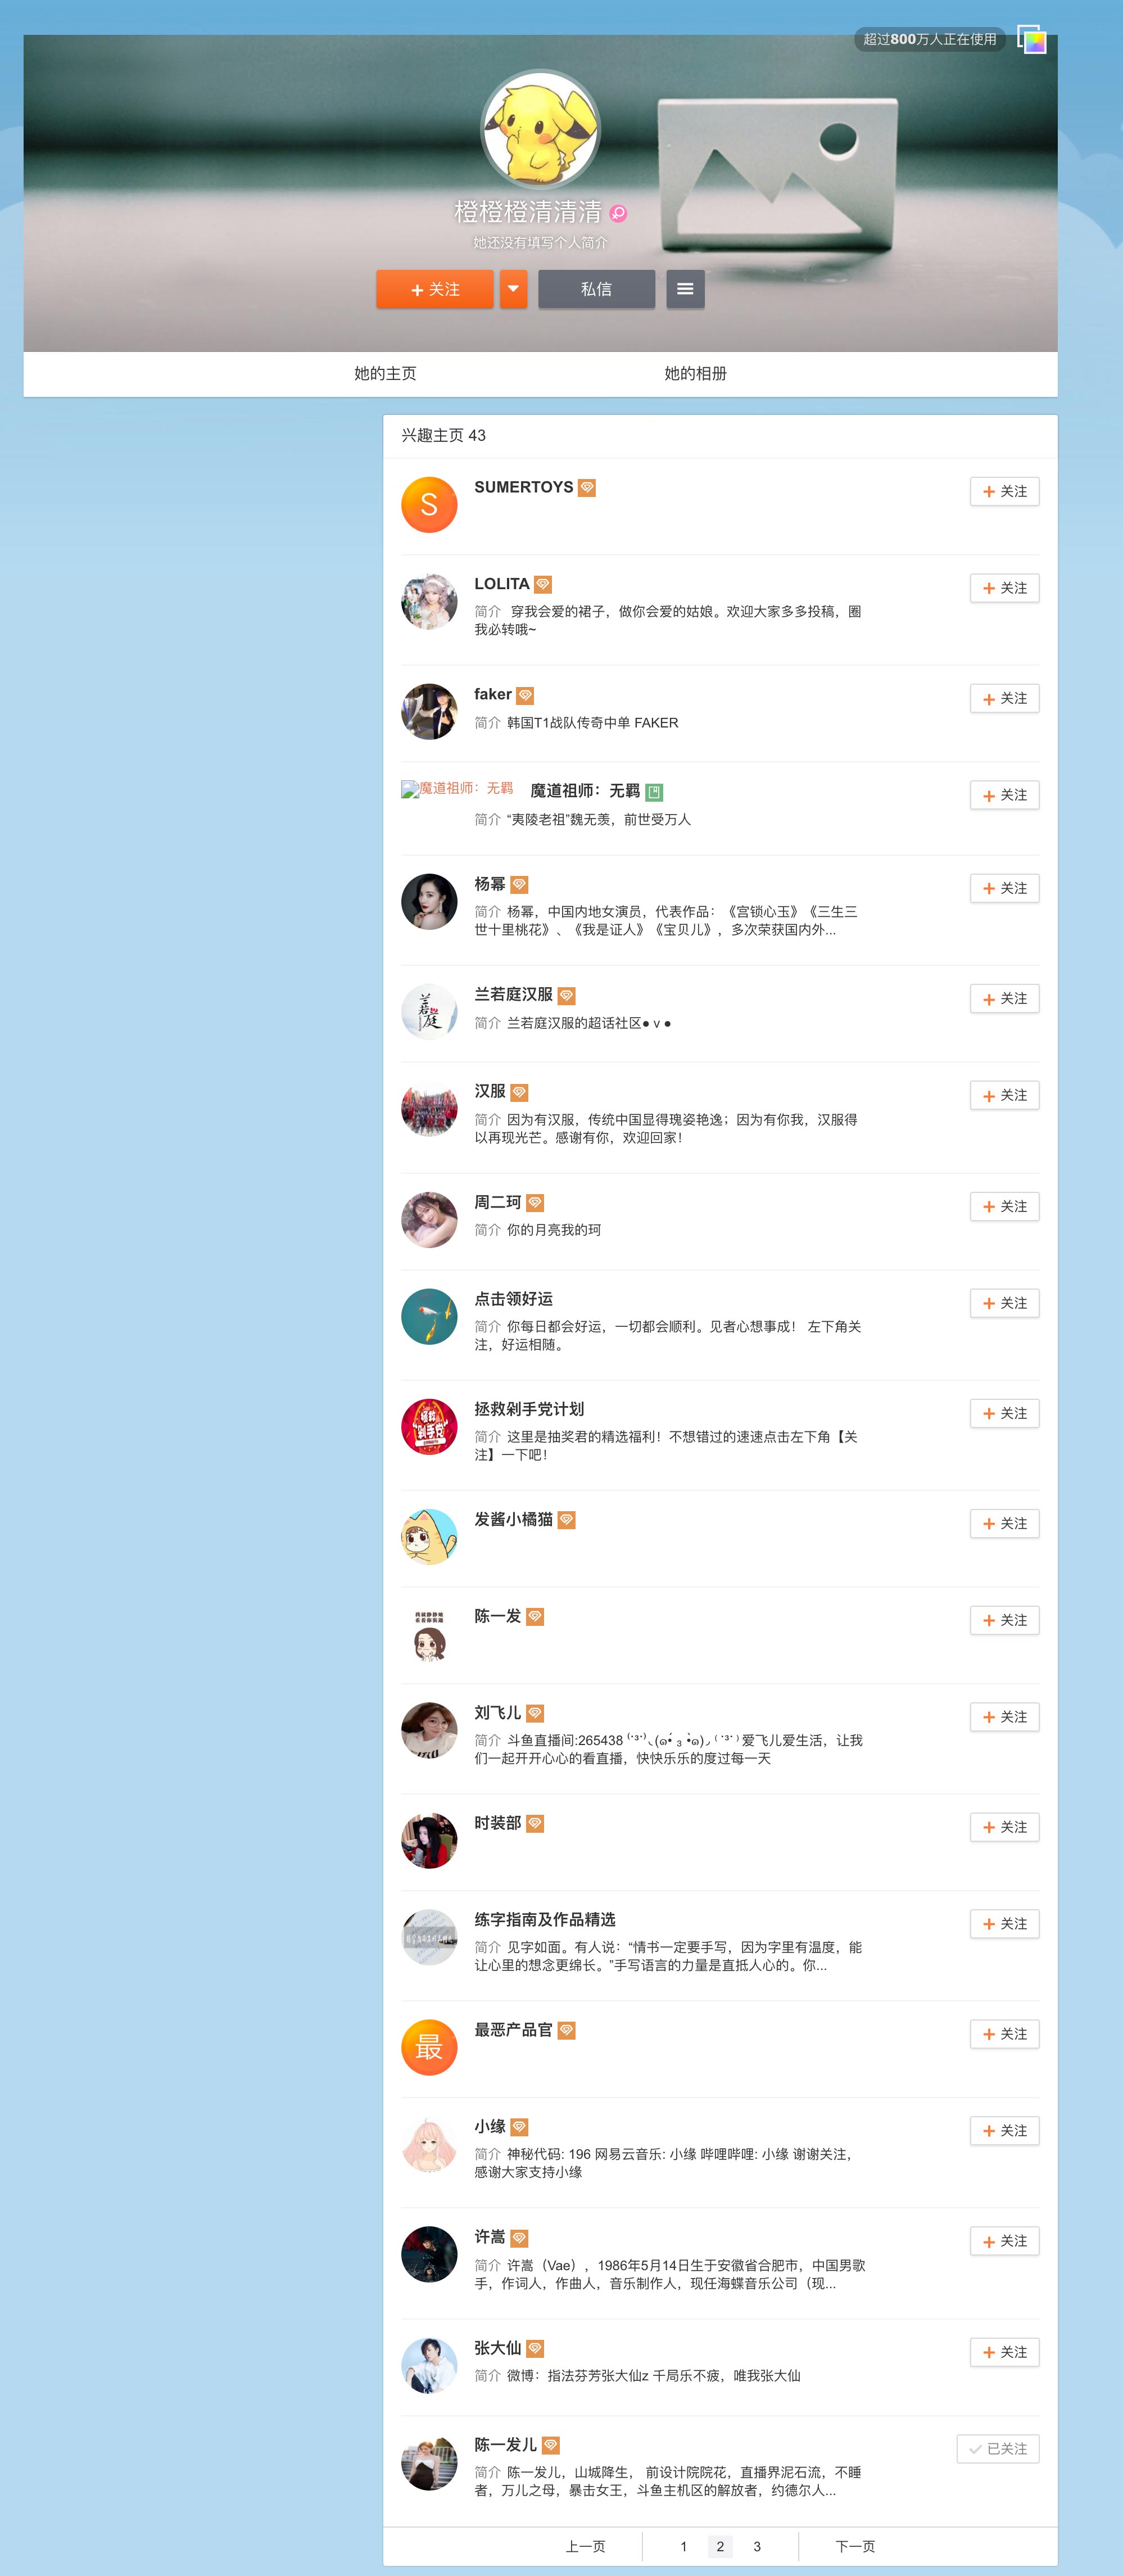 超过800万人正在使用
橙橙橙清清清
她还没有填写个人简介
+ 关注
私信
她的主页
她的相册
兴趣主页 43
S
SUMERTOYS
+ 关注
LOLITA
+ 关注
简介 穿我会爱的裙子，做你会爱的姑娘。欢迎大家多多投稿，圈
我必转哦~
faker
+ 关注
简介 韩国T1战队传奇中单 FAKER
魔道祖师：无羁
魔道祖师：无羁
+ 关注
简介 “夷陵老祖”魏无羡，前世受万人
杨幂
+ 关注
简介 杨幂，中国内地女演员，代表作品：《宫锁心玉》《三生三
世十里桃花》、《我是证人》《宝贝儿》，多次荣获国内外...
兰若庭
兰若庭汉服
+ 关注
简介 兰若庭汉服的超话社区● v ●
汉服
+ 关注
简介 因为有汉服，传统中国显得瑰姿艳逸；因为有你我，汉服得
以再现光芒。感谢有你，欢迎回家！
周二珂
+ 关注
简介 你的月亮我的珂
点击领好运
+ 关注
简介 你每日都会好运，一切都会顺利。见者心想事成！ 左下角关
注，好运相随。
拯救
剁手党
拯救剁手党计划
+ 关注
简介 这里是抽奖君的精选福利！不想错过的速速点击左下角【关
注】一下吧！
发酱小橘猫
+ 关注
我就静静地
看着你装逼
陈一发
+ 关注
刘飞儿
+ 关注
简介 斗鱼直播间:265438 ⁽˙³˙⁾◟(๑•́ ₃ •̀๑)◞⁽˙³˙⁾爱飞儿爱生活，让我
们一起开开心心的看直播，快快乐乐的度过每一天
时装部
+ 关注
练字指南及作品精选
+ 关注
简介 见字如面。有人说：“情书一定要手写，因为字里有温度，能
让心里的想念更绵长。”手写语言的力量是直抵人心的。你...
最
最恶产品官
+ 关注
小缘
+ 关注
简介 神秘代码: 196 网易云音乐: 小缘 哔哩哔哩: 小缘 谢谢关注，
感谢大家支持小缘
许嵩
+ 关注
简介 许嵩（Vae），1986年5月14日生于安徽省合肥市，中国男歌
手，作词人，作曲人，音乐制作人，现任海蝶音乐公司（现...
张大仙
+ 关注
简介 微博：指法芬芳张大仙z 千局乐不疲，唯我张大仙
陈一发儿
已关注
简介 陈一发儿，山城降生， 前设计院院花，直播界泥石流，不睡
者，万儿之母，暴击女王，斗鱼主机区的解放者，约德尔人...
上一页 1 2 3 下一页